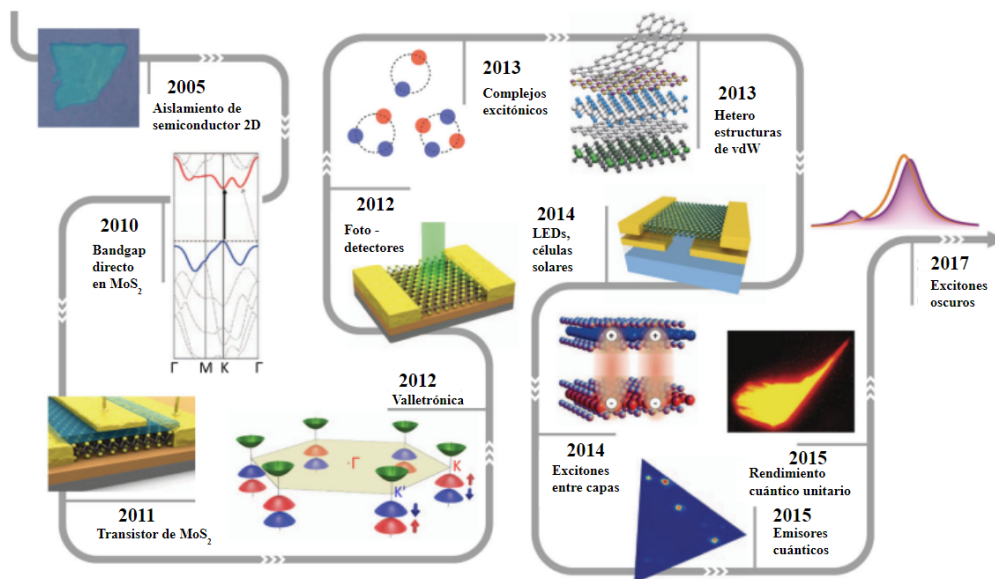 2005
Aislamiento de
semiconductor 2D
2010
Bandgap
directo
en MoS₂
Γ M K Γ
2011
Transistor de MoS₂
2012
Valletrónica
·Γ
K
K'
2012
Foto -
detectores
2013
Complejos
excitónicos
2013
Hetero
estructuras
de vdW
2014
LEDs,
células
solares
+ +
- -
2014
Excitones
entre capas
2015
Rendimiento
cuántico unitario
2015
Emisores
cuánticos
2017
Excitones
oscuros